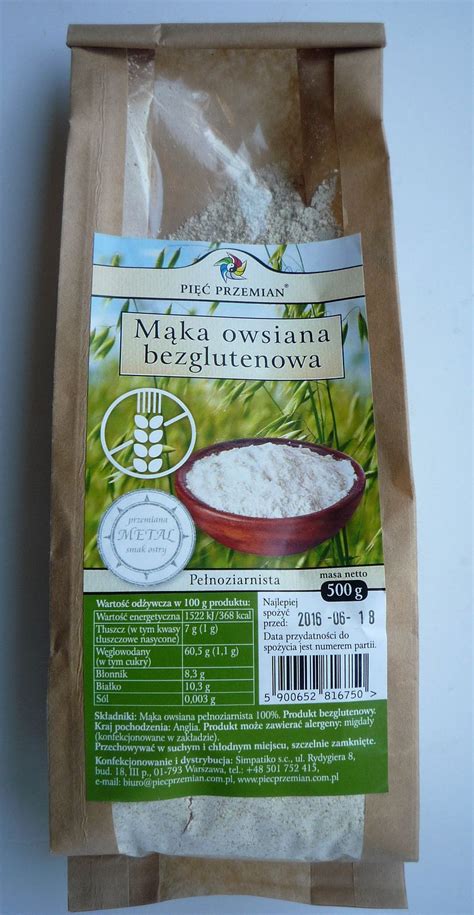 PIĘĆ PRZEMIAN®
Mąka owsiana
bezglutenowa
przemiana
METAL
smak ostry
Pełnoziarnista
masa netto
500 g
Wartość odżywcza w 100 g produktu:
Wartość energetyczna 1522 kJ/368 kcal
Tłuszcz (w tym kwasy tłuszczowe nasycone) 7 g (1 g)
Węglowodany (w tym cukry) 60,5 g (1,1 g)
Błonnik 8,3 g
Białko 10,3 g
Sól 0,003 g
Najlepiej
spożyć
przed: 2016 -06- 18
Data przydatności do
spożycia jest numerem partii.
5 900652 816750 >
Składniki: Mąka owsiana pełnoziarnista 100%. Produkt bezglutenowy.
Kraj pochodzenia: Anglia. Produkt może zawierać alergeny: migdały
(konfekcjonowane w zakładzie).
Przechowywać w suchym i chłodnym miejscu, szczelnie zamknięte.
Konfekcjonowanie i dystrybucja: Simpatiko s.c., ul. Rydygiera 8,
bud. 18, III p., 01-793 Warszawa, tel.: +48 501 752 415,
e-mail: biuro@piecprzemian.com.pl, www.piecprzemian.com.pl